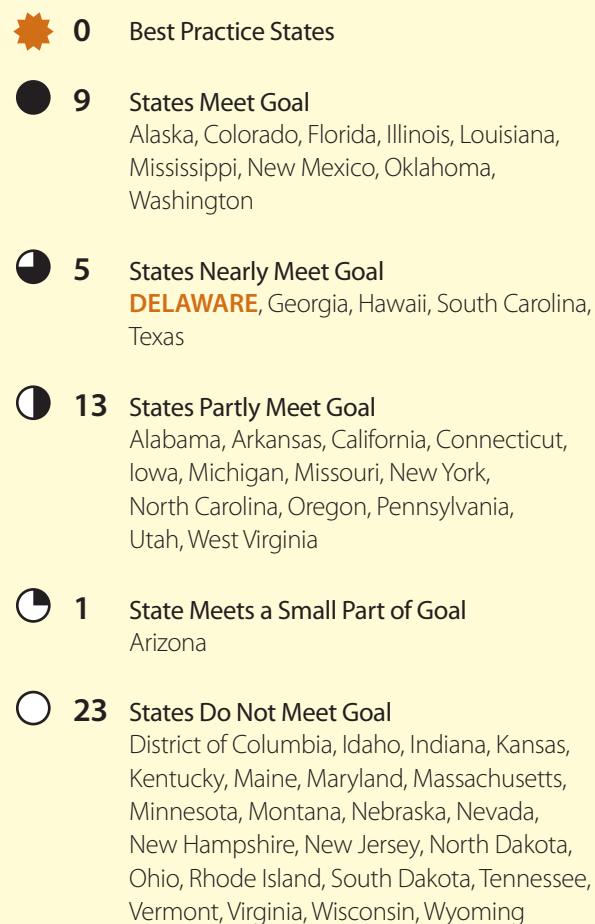 0 Best Practice States
9 States Meet Goal
Alaska, Colorado, Florida, Illinois, Louisiana,
Mississippi, New Mexico, Oklahoma,
Washington
5 States Nearly Meet Goal
DELAWARE, Georgia, Hawaii, South Carolina,
Texas
13 States Partly Meet Goal
Alabama, Arkansas, California, Connecticut,
Iowa, Michigan, Missouri, New York,
North Carolina, Oregon, Pennsylvania,
Utah, West Virginia
1 State Meets a Small Part of Goal
Arizona
23 States Do Not Meet Goal
District of Columbia, Idaho, Indiana, Kansas,
Kentucky, Maine, Maryland, Massachusetts,
Minnesota, Montana, Nebraska, Nevada,
New Hampshire, New Jersey, North Dakota,
Ohio, Rhode Island, South Dakota, Tennessee,
Vermont, Virginia, Wisconsin, Wyoming